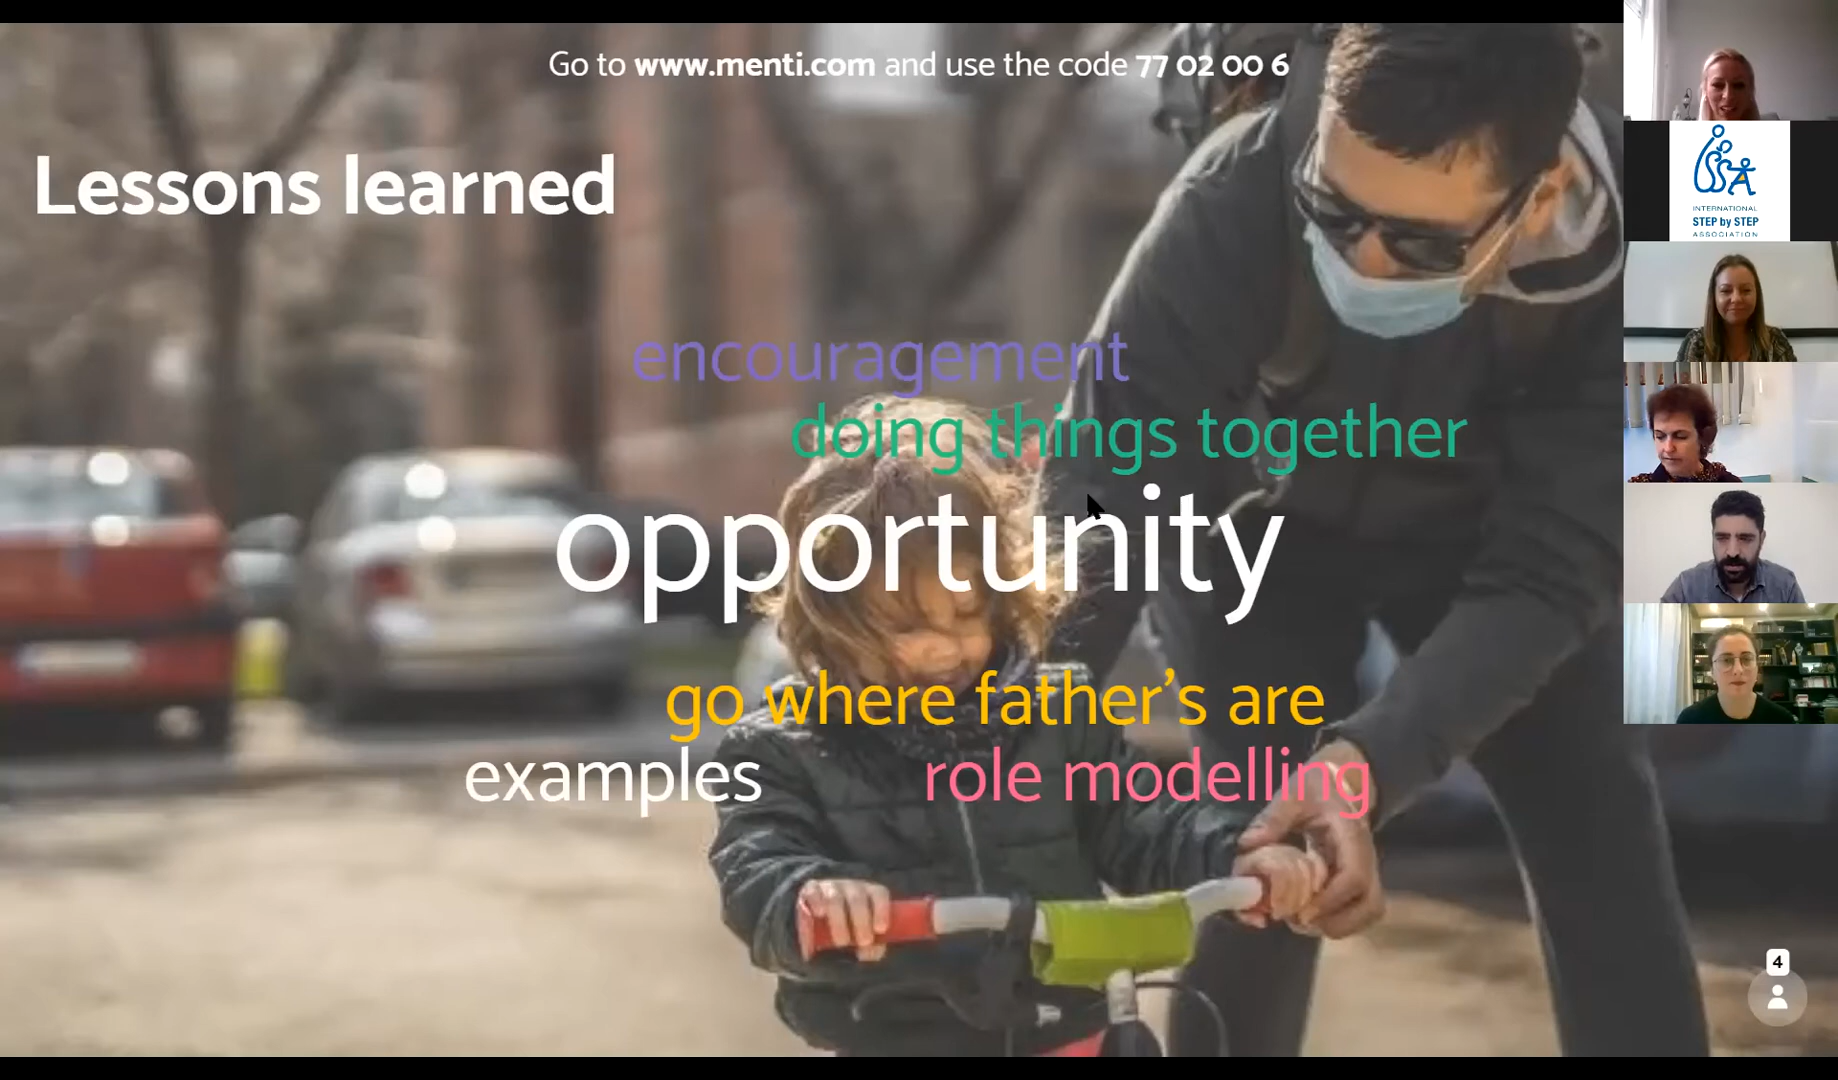 Go to www.menti.com and use the code 77 02 00 6
Lessons learned
encouragement
doing things together
opportunity
go where father's are
examples
role modelling
INTERNATIONAL
STEP by STEP
ASSOCIATION
4